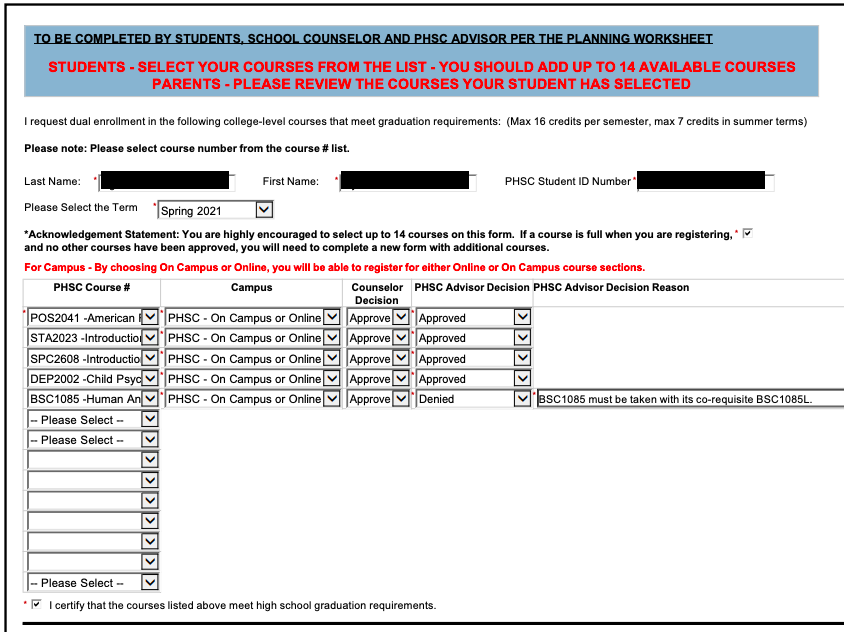 TO BE COMPLETED BY STUDENTS, SCHOOL COUNSELOR AND PHSC ADVISOR PER THE PLANNING WORKSHEET
STUDENTS - SELECT YOUR COURSES FROM THE LIST - YOU SHOULD ADD UP TO 14 AVAILABLE COURSES
PARENTS - PLEASE REVIEW THE COURSES YOUR STUDENT HAS SELECTED
I request dual enrollment in the following college-level courses that meet graduation requirements: (Max 16 credits per semester, max 7 credits in summer terms)
Please note: Please select course number from the course # list.
Last Name: * First Name: * PHSC Student ID Number *
Please Select the Term * Spring 2021
*Acknowledgement Statement: You are highly encouraged to select up to 14 courses on this form. If a course is full when you are registering, *
and no other courses have been approved, you will need to complete a new form with additional courses.
For Campus - By choosing On Campus or Online, you will be able to register for either Online or On Campus course sections.
PHSC Course # Campus Counselor Decision PHSC Advisor Decision PHSC Advisor Decision Reason
* POS2041 -American * PHSC - On Campus or Online Approve * Approved
STA2023 -Introductio * PHSC - On Campus or Online Approve * Approved
SPC2608 -Introductio * PHSC - On Campus or Online Approve * Approved
DEP2002 -Child Psyc * PHSC - On Campus or Online Approve * Approved
BSC1085 -Human An * PHSC - On Campus or Online Approve * Denied * BSC1085 must be taken with its co-requisite BSC1085L.
-- Please Select --
-- Please Select --
-- Please Select --
* I certify that the courses listed above meet high school graduation requirements.